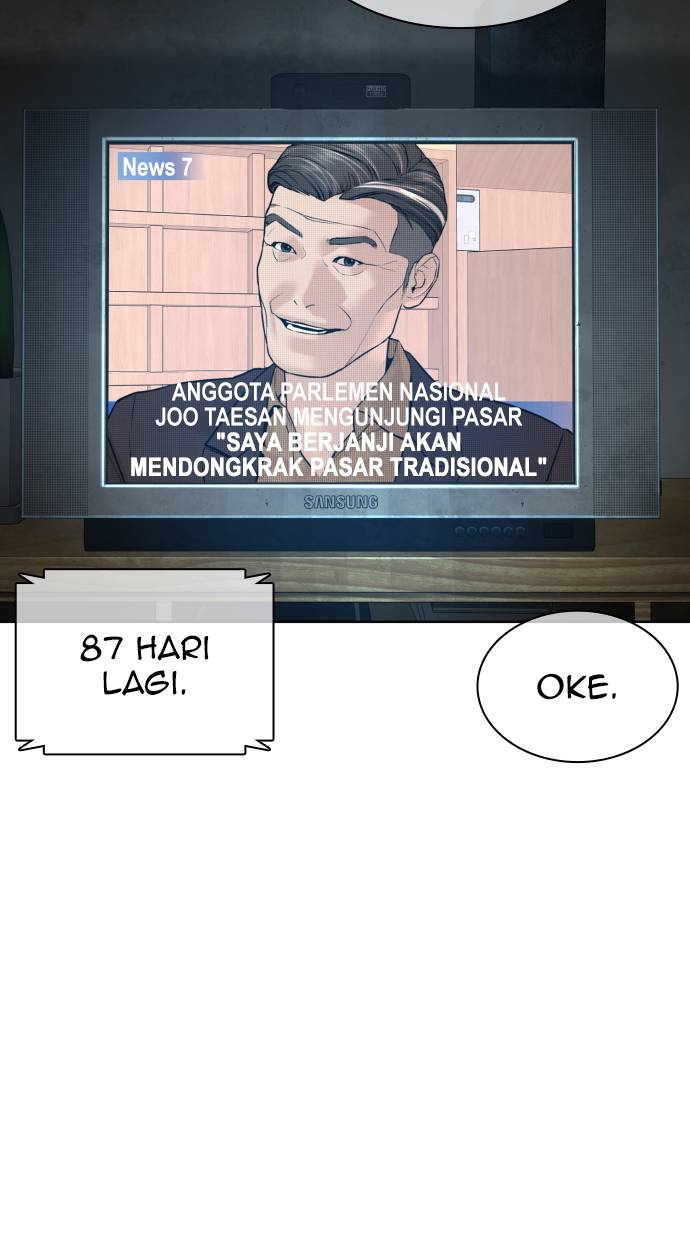 News 7
ANGGOTA PARLEMEN NASIONAL
JOO TAESAN MENGUNJUNGI PASAR
"SAYA BERJANJI AKAN
MENDONGKRAK PASAR TRADISIONAL"
SAMSUNG
87 HARI
LAGI.
OKE.